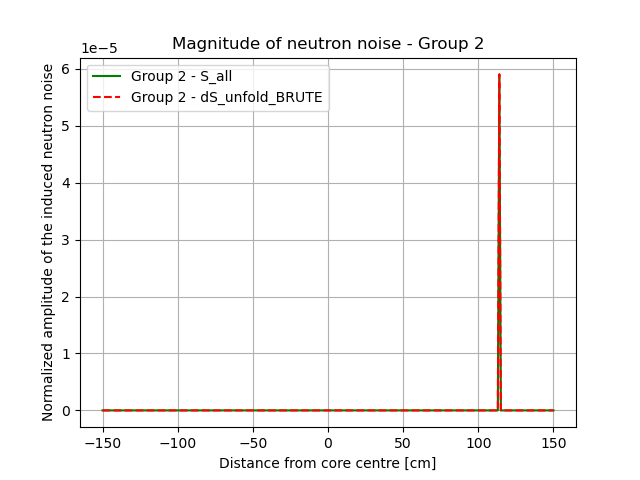 Magnitude of neutron noise - Group 2
1e−5
Group 2 - S_all
Group 2 - dS_unfold_BRUTE
Normalized amplitude of the induced neutron noise
6
5
4
3
2
1
0
−150 −100 −50 0 50 100 150
Distance from core centre [cm]